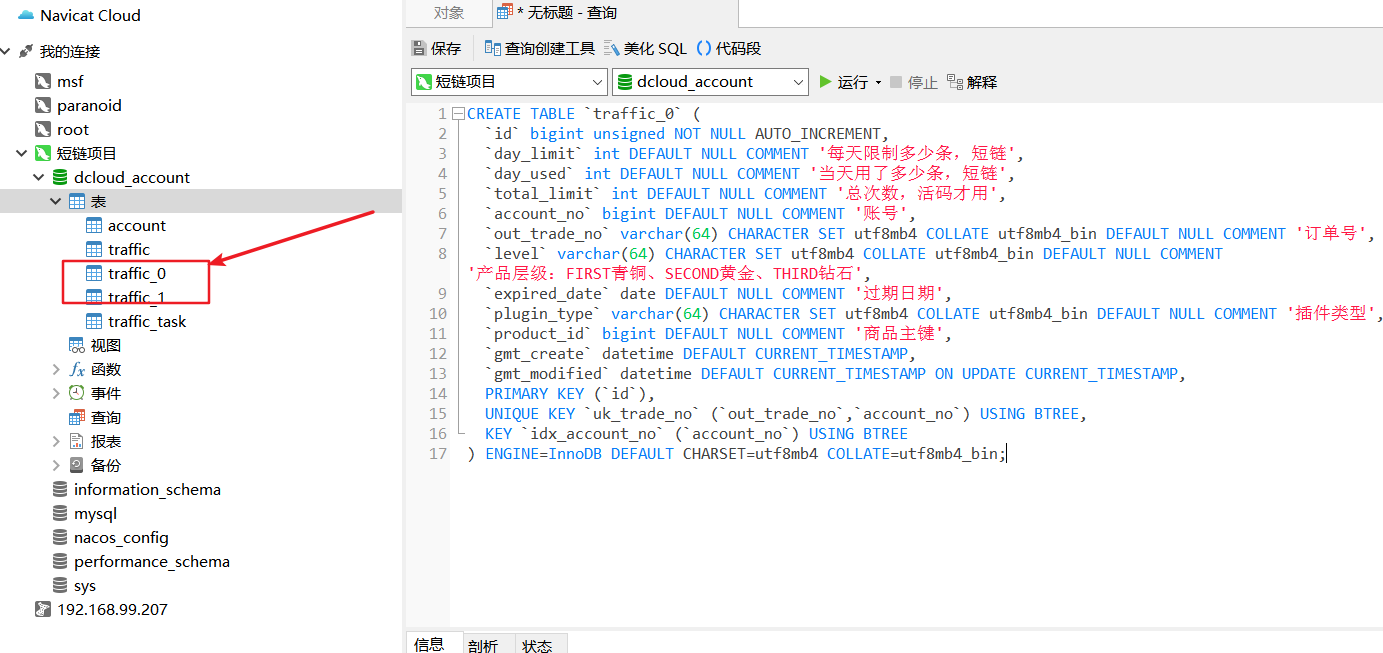 Navicat Cloud
我的连接
msf
paranoid
root
短链项目
dcloud_account
表
account
traffic
traffic_0
traffic_1
traffic_task
视图
fx 函数
事件
查询
报表
备份
information_schema
mysql
nacos_config
performance_schema
sys
192.168.99.207
对象 * 无标题 - 查询
保存 查询创建工具 美化 SQL () 代码段
短链项目 dcloud_account 运行 停止 解释
1 CREATE TABLE `traffic_0` (
2 `id` bigint unsigned NOT NULL AUTO_INCREMENT,
3 `day_limit` int DEFAULT NULL COMMENT '每天限制多少条，短链',
4 `day_used` int DEFAULT NULL COMMENT '当天用了多少条，短链',
5 `total_limit` int DEFAULT NULL COMMENT '总次数，活码才用',
6 `account_no` bigint DEFAULT NULL COMMENT '账号',
7 `out_trade_no` varchar(64) CHARACTER SET utf8mb4 COLLATE utf8mb4_bin DEFAULT NULL COMMENT '订单号',
8 `level` varchar(64) CHARACTER SET utf8mb4 COLLATE utf8mb4_bin DEFAULT NULL COMMENT
'产品层级：FIRST青铜、SECOND黄金、THIRD钻石',
9 `expired_date` date DEFAULT NULL COMMENT '过期日期',
10 `plugin_type` varchar(64) CHARACTER SET utf8mb4 COLLATE utf8mb4_bin DEFAULT NULL COMMENT '插件类型',
11 `product_id` bigint DEFAULT NULL COMMENT '商品主键',
12 `gmt_create` datetime DEFAULT CURRENT_TIMESTAMP,
13 `gmt_modified` datetime DEFAULT CURRENT_TIMESTAMP ON UPDATE CURRENT_TIMESTAMP,
14 PRIMARY KEY (`id`),
15 UNIQUE KEY `uk_trade_no` (`out_trade_no`,`account_no`) USING BTREE,
16 KEY `idx_account_no` (`account_no`) USING BTREE
17 ) ENGINE=InnoDB DEFAULT CHARSET=utf8mb4 COLLATE=utf8mb4_bin;
信息 剖析 状态